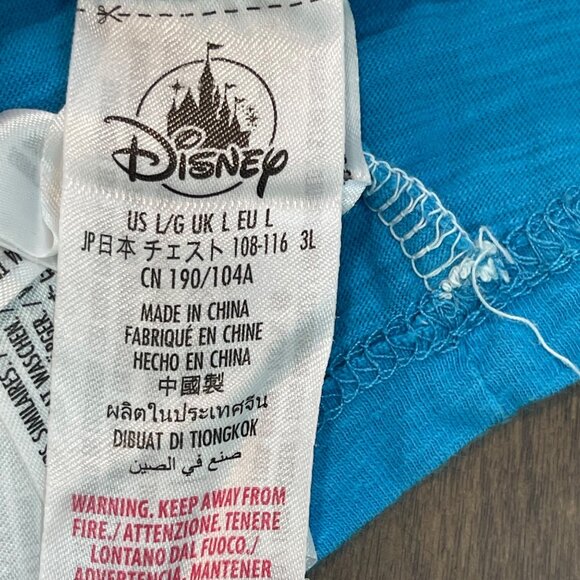 Disney
US L/G UK L EU L
JP日本 チェスト 108-116 3L
CN 190/104A
MADE IN CHINA
FABRIQUÉ EN CHINE
HECHO EN CHINA
中國製
ผลิตในประเทศจีน
DIBUAT DI TIONGKOK
صنع في الصين
WARNING. KEEP AWAY FROM
FIRE./ ATTENZIONE. TENERE
LONTANO DAL FUOCO./
ADVERTENCIA. MANTENER
SIMILAIRES. /
T WASCHEN /